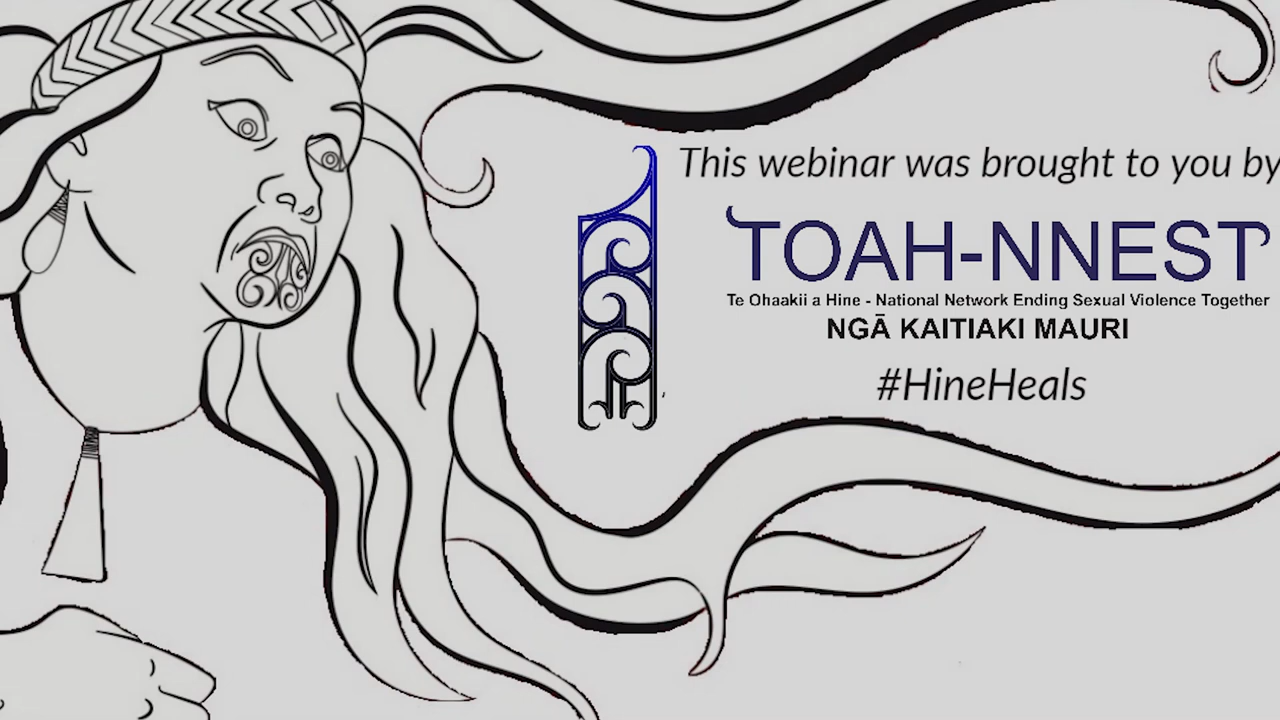 This webinar was brought to you by
TOAH-NNEST
Te Ohaakii a Hine - National Network Ending Sexual Violence Together
NGĀ KAITIAKI MAURI
#HineHeals